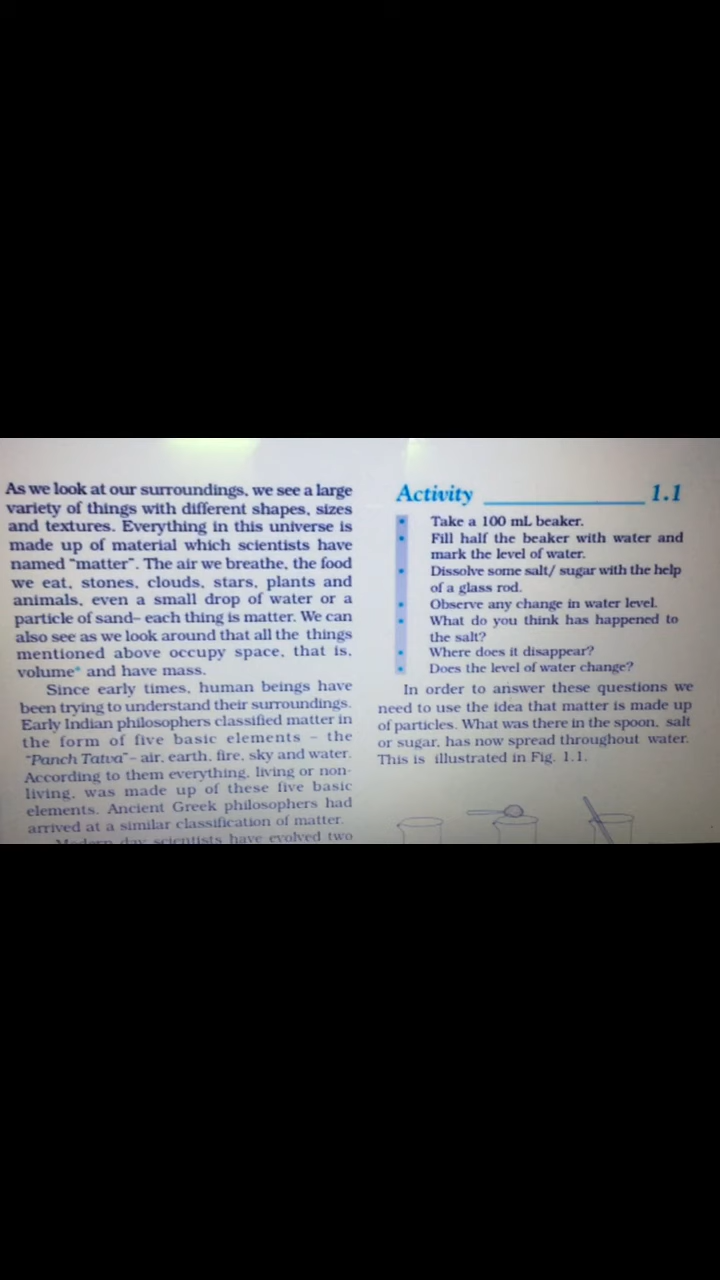 As we look at our surroundings, we see a large
variety of things with different shapes, sizes
and textures. Everything in this universe is
made up of material which scientists have
named "matter". The air we breathe, the food
we eat, stones, clouds, stars, plants and
animals, even a small drop of water or a
particle of sand– each thing is matter. We can
also see as we look around that all the things
mentioned above occupy space, that is,
volume* and have mass.
Since early times, human beings have
been trying to understand their surroundings.
Early Indian philosophers classified matter in
the form of five basic elements – the
"Panch Tatva"– air, earth, fire, sky and water.
According to them everything, living or non-
living, was made up of these five basic
elements. Ancient Greek philosophers had
arrived at a similar classification of matter.
Modern day scientists have evolved two
Activity 1.1
• Take a 100 mL beaker.
• Fill half the beaker with water and
mark the level of water.
• Dissolve some salt/ sugar with the help
of a glass rod.
• Observe any change in water level.
• What do you think has happened to
the salt?
• Where does it disappear?
• Does the level of water change?
In order to answer these questions we
need to use the idea that matter is made up
of particles. What was there in the spoon, salt
or sugar, has now spread throughout water.
This is illustrated in Fig. 1.1.